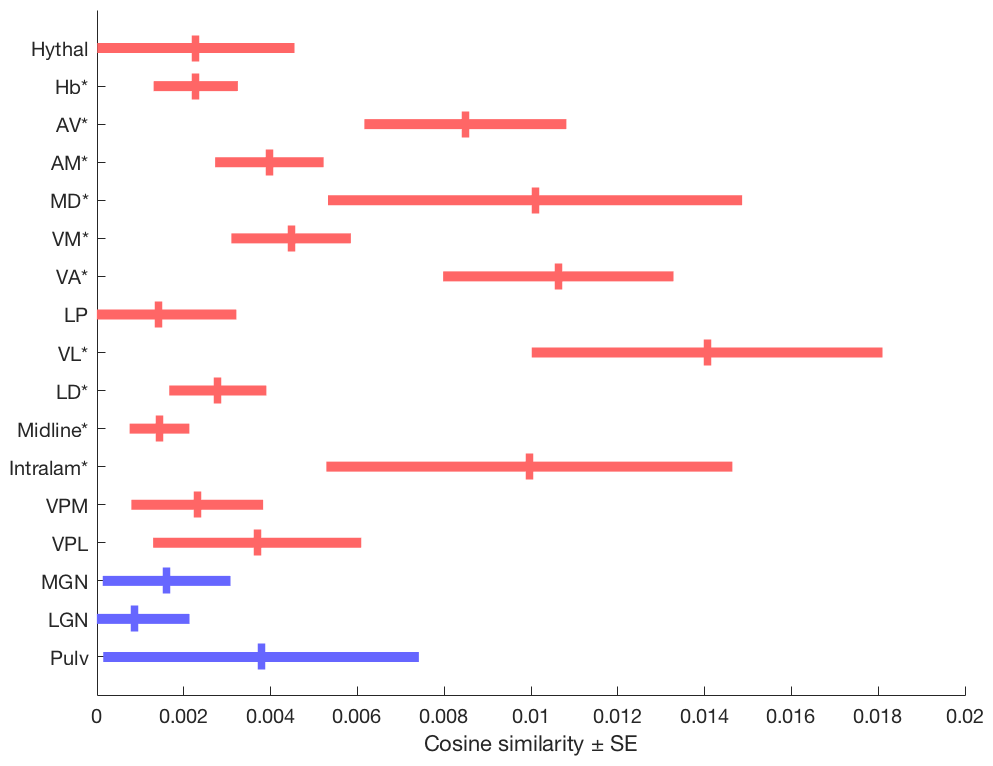 Hythal
Hb*
AV*
AM*
MD*
VM*
VA*
LP
VL*
LD*
Midline*
Intralam*
VPM
VPL
MGN
LGN
Pulv
0 0.002 0.004 0.006 0.008 0.01 0.012 0.014 0.016 0.018 0.02
Cosine similarity ± SE